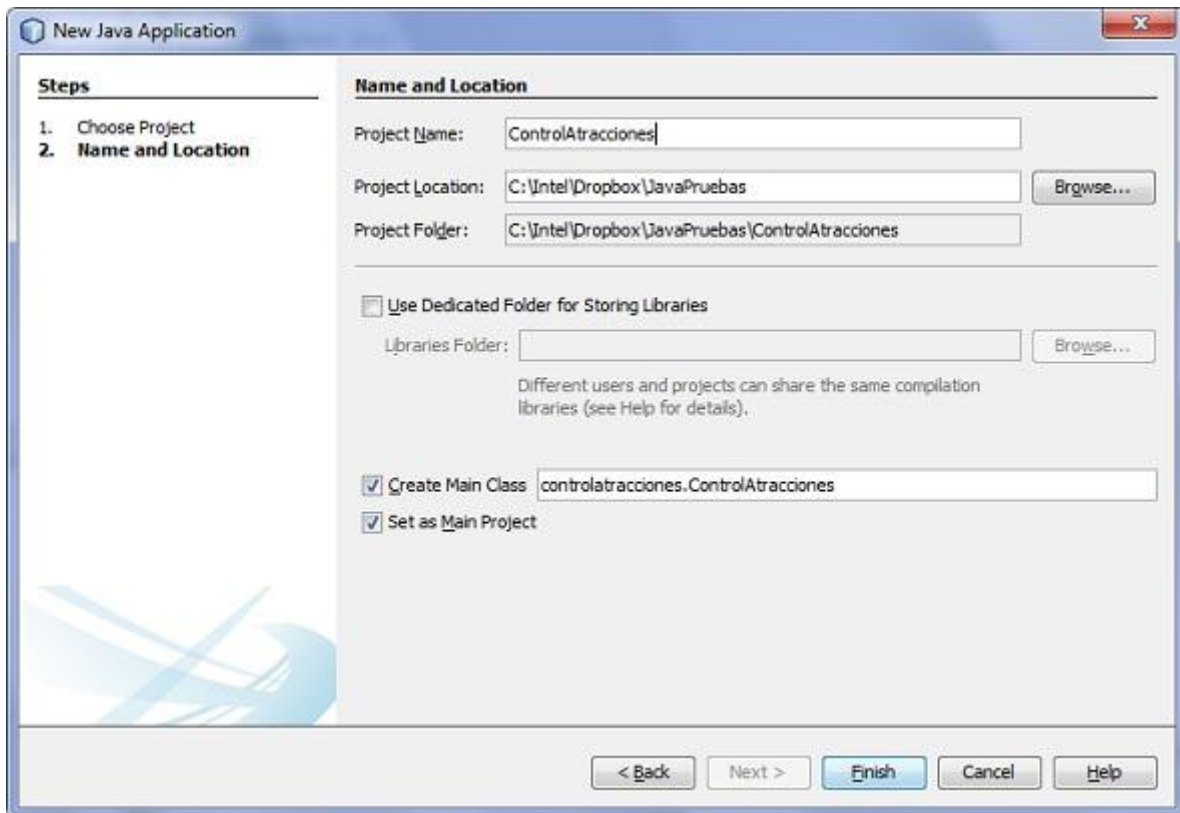 New Java Application
Steps
1. Choose Project
2. Name and Location
Name and Location
Project Name: ControlAtracciones
Project Location: C:\Intel\Dropbox\JavaPruebas Browse...
Project Folder: C:\Intel\Dropbox\JavaPruebas\ControlAtracciones
Use Dedicated Folder for Storing Libraries
Libraries Folder: Browse...
Different users and projects can share the same compilation
libraries (see Help for details).
Create Main Class controlatracciones.ControlAtracciones
Set as Main Project
< Back Next > Finish Cancel Help